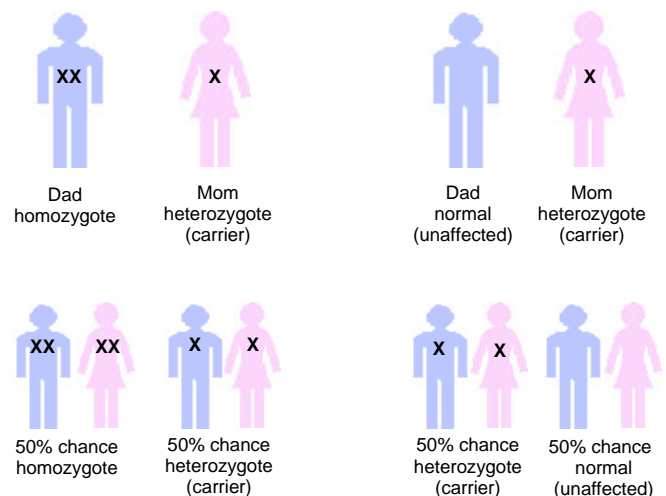 XX X X
Dad Mom Dad Mom
homozygote heterozygote normal heterozygote
(carrier) (unaffected) (carrier)
XX XX X X X X
50% chance 50% chance 50% chance 50% chance
homozygote heterozygote heterozygote normal
(carrier) (carrier) (unaffected)